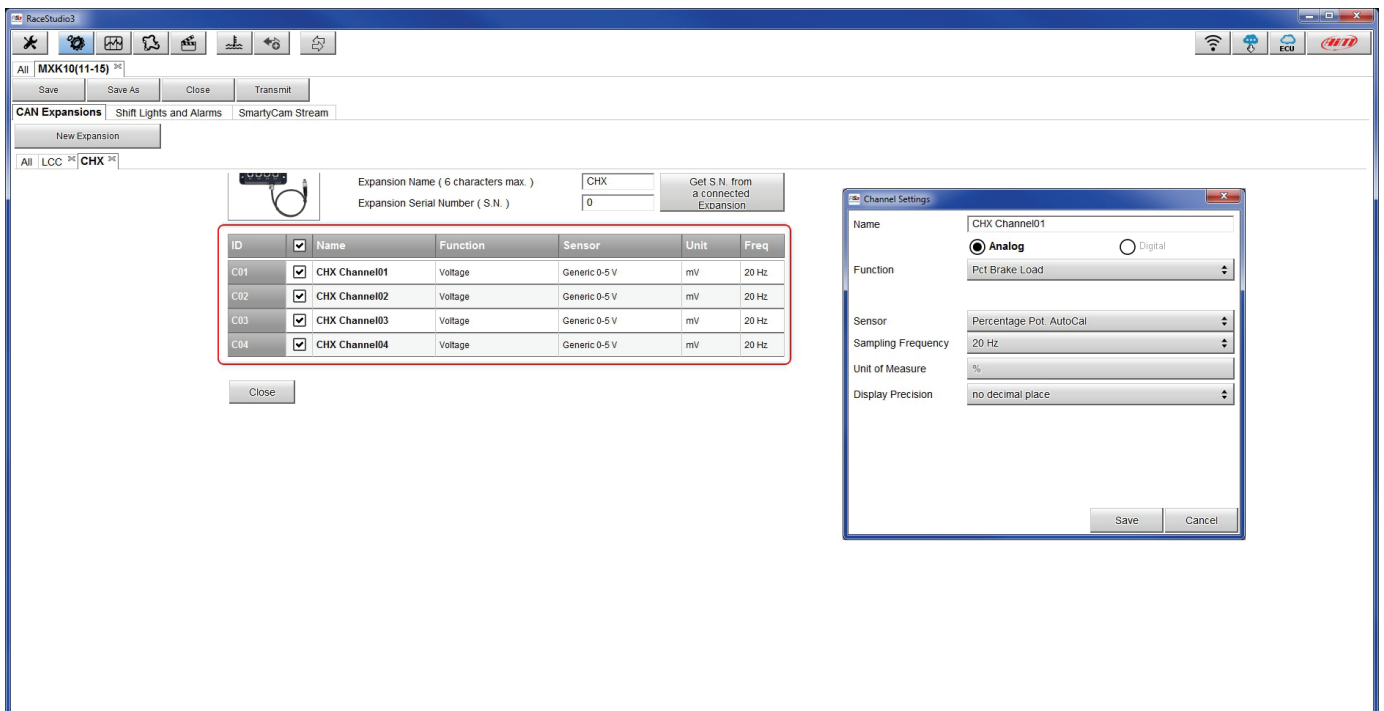 RaceStudio3
ECU
AiM
All MXK10(11-15)
Save Save As Close Transmit
CAN Expansions Shift Lights and Alarms SmartyCam Stream
New Expansion
All LCC CHX
Expansion Name ( 6 characters max. ) CHX
Expansion Serial Number ( S.N. ) 0
Get S.N. from
a connected
Expansion
ID Name Function Sensor Unit Freq
C01 CHX Channel01 Voltage Generic 0-5 V mV 20 Hz
C02 CHX Channel02 Voltage Generic 0-5 V mV 20 Hz
C03 CHX Channel03 Voltage Generic 0-5 V mV 20 Hz
C04 CHX Channel04 Voltage Generic 0-5 V mV 20 Hz
Close
Channel Settings
Name CHX Channel01
Analog Digital
Function Pct Brake Load
Sensor Percentage Pot. AutoCal
Sampling Frequency 20 Hz
Unit of Measure %
Display Precision no decimal place
Save Cancel